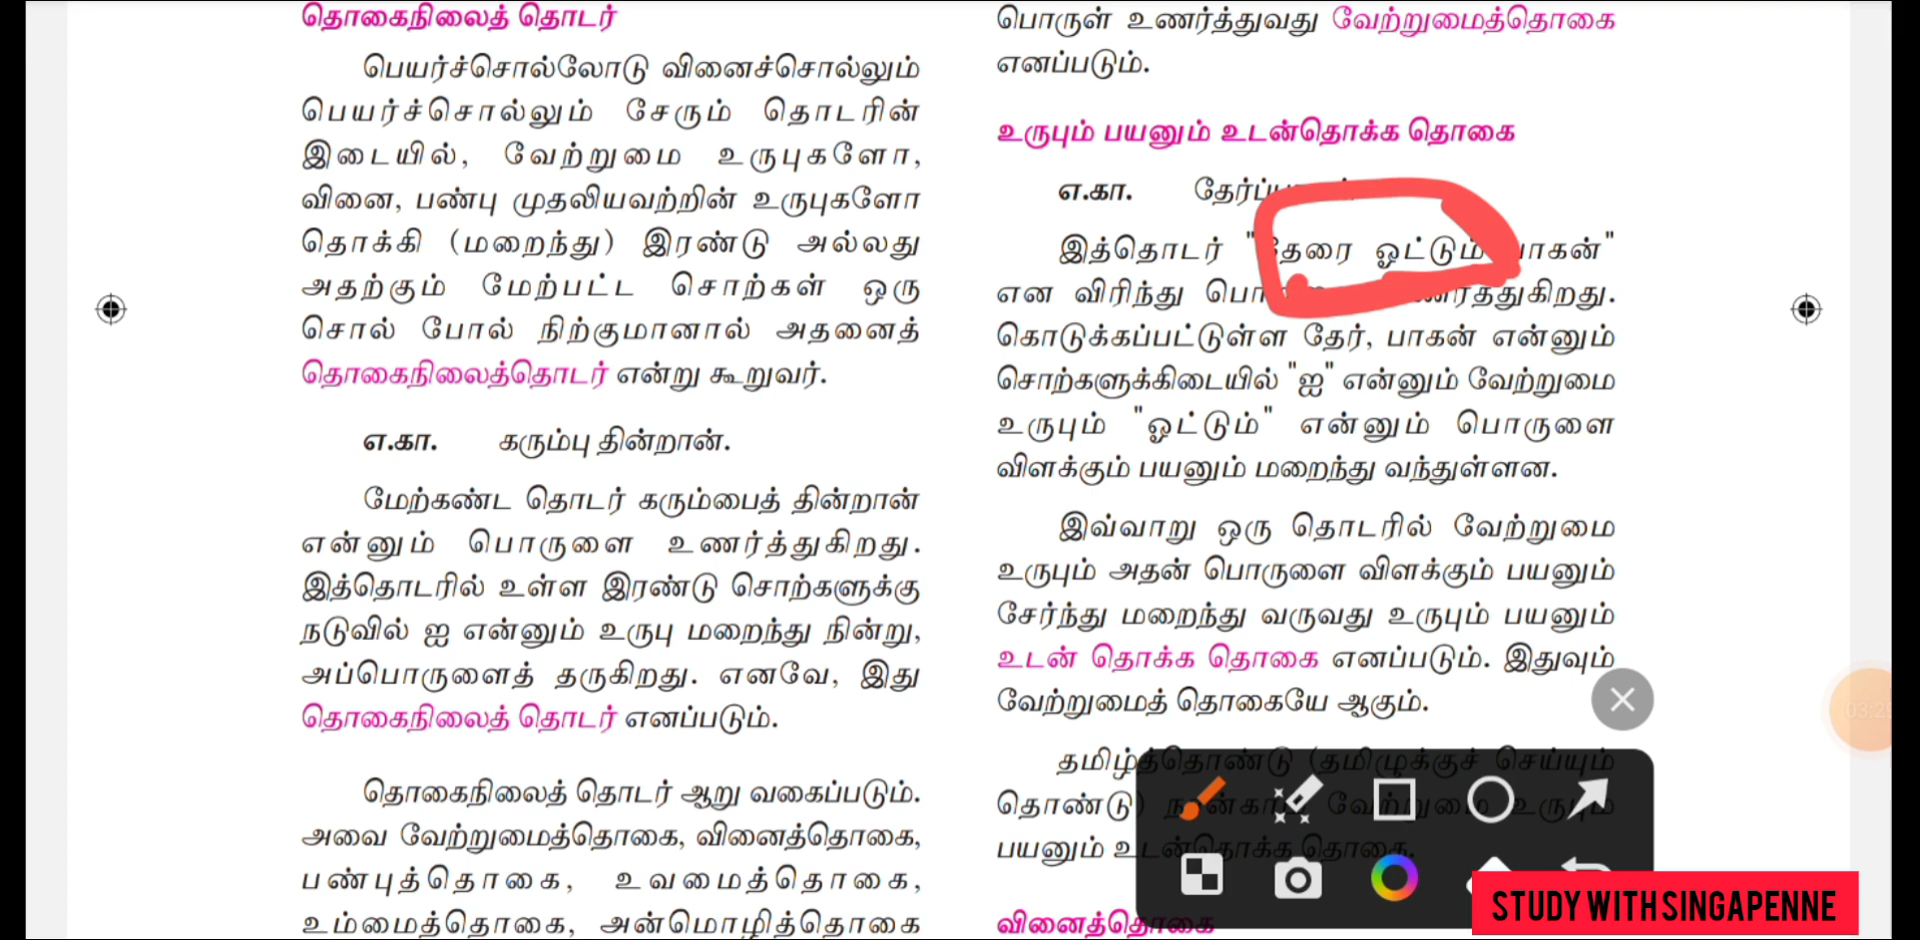 தொகைநிலைத் தொடர்
பெயர்ச்சொல்லோடு வினைச்சொல்லும்
பெயர்ச்சொல்லும் சேரும் தொடரின்
இடையில், வேற்றுமை உருபுகளோ,
வினை, பண்பு முதலியவற்றின் உருபுகளோ
தொக்கி (மறைந்து) இரண்டு அல்லது
அதற்கும் மேற்பட்ட சொற்கள் ஒரு
சொல் போல் நிற்குமானால் அதனைத்
தொகைநிலைத்தொடர் என்று கூறுவர்.
எ.கா. கரும்பு தின்றான்.
மேற்கண்ட தொடர் கரும்பைத் தின்றான்
என்னும் பொருளை உணர்த்துகிறது.
இத்தொடரில் உள்ள இரண்டு சொற்களுக்கு
நடுவில் ஐ என்னும் உருபு மறைந்து நின்று,
அப்பொருளைத் தருகிறது. எனவே, இது
தொகைநிலைத் தொடர் எனப்படும்.
தொகைநிலைத் தொடர் ஆறு வகைப்படும்.
அவை வேற்றுமைத்தொகை, வினைத்தொகை,
பண்புத்தொகை, உவமைத்தொகை,
உம்மைத்தொகை, அன்மொழித்தொகை
பொருள் உணர்த்துவது வேற்றுமைத்தொகை
எனப்படும்.
உருபும் பயனும் உடன்தொக்க தொகை
எ.கா.
இத்தொடர் "தேரை ஓட்டும் பாகன்"
என விரிந்து
கொடுக்கப்பட்டுள்ள தேர், பாகன் என்னும்
சொற்களுக்கிடையில் "ஐ" என்னும் வேற்றுமை
உருபும் "ஓட்டும்" என்னும் பொருளை
விளக்கும் பயனும் மறைந்து வந்துள்ளன.
இவ்வாறு ஒரு தொடரில் வேற்றுமை
உருபும் அதன் பொருளை விளக்கும் பயனும்
சேர்ந்து மறைந்து வருவது உருபும் பயனும்
உடன் தொக்க தொகை எனப்படும். இதுவும்
வேற்றுமைத் தொகையே ஆகும்.
தமிழ்த்தொண்டு (தமிழுக்குச் செய்யும்
தொண்டு) நான்காம் வேற்றுமை உருபும்
பயனும் உடன்தொக்க தொகை.
வினைத்தொகை
STUDY WITH SINGAPENNE